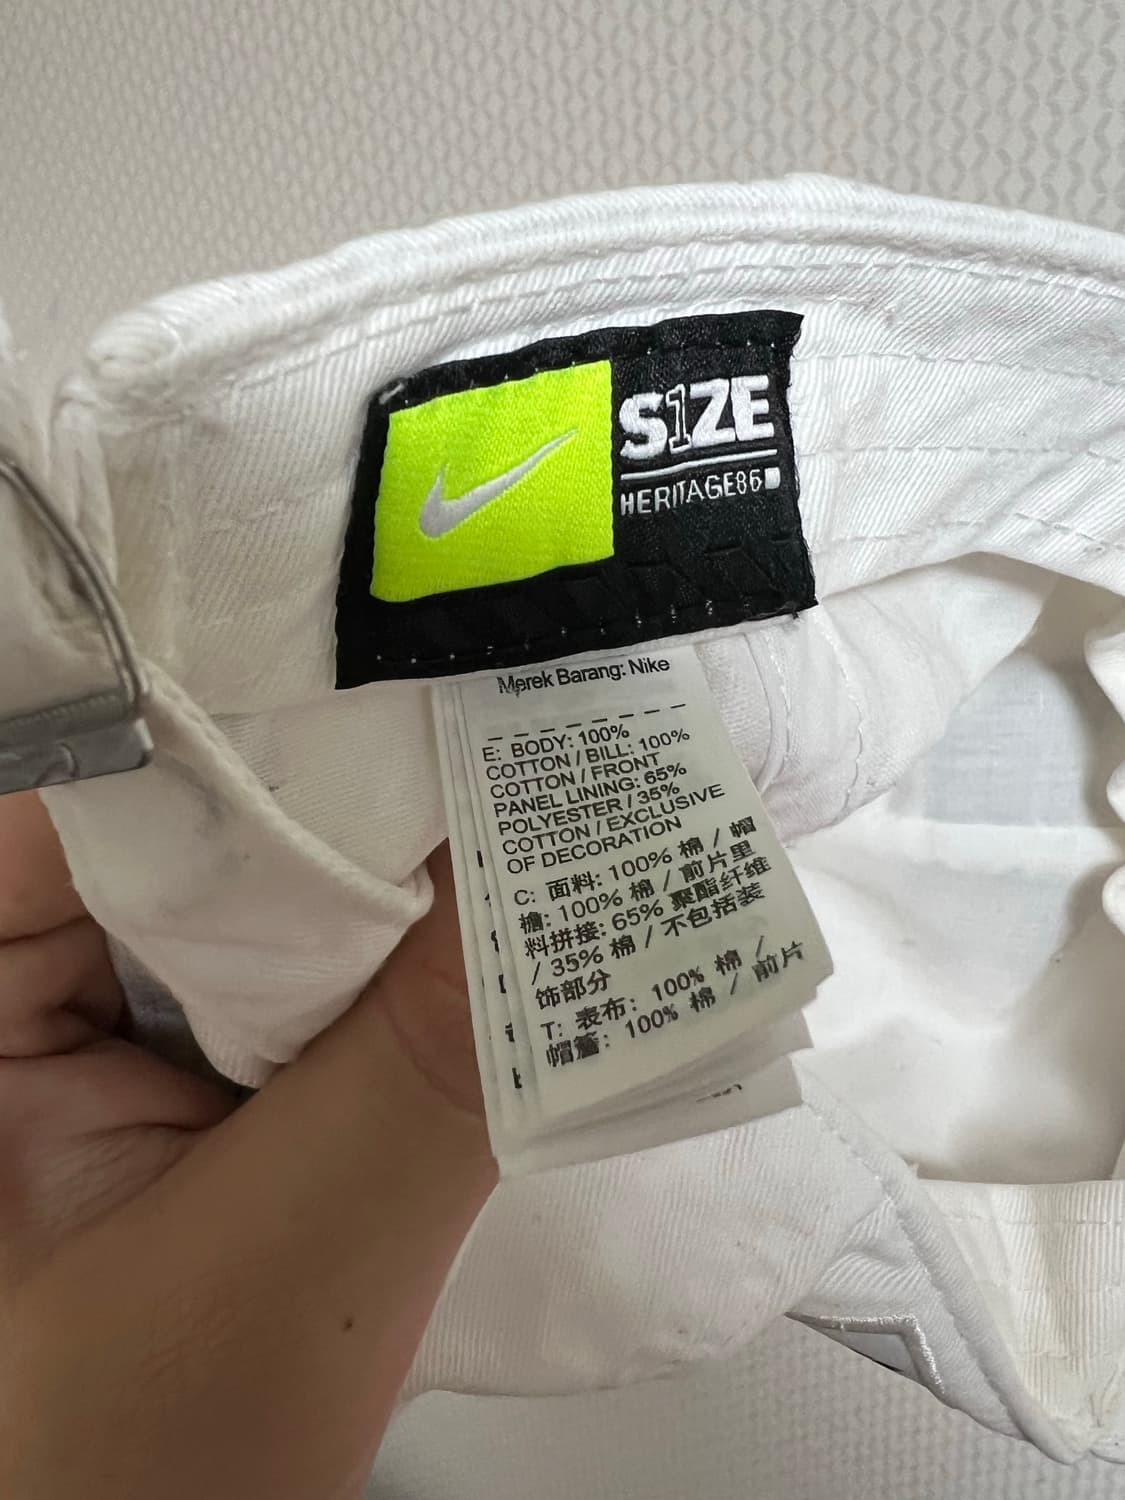 S1ZE
HERITAGE86
Merek Barang: Nike
E: BODY: 100%
COTTON / BILL: 100%
COTTON / FRONT
PANEL LINING: 65%
POLYESTER / 35%
COTTON / EXCLUSIVE
OF DECORATION
C: 面料: 100% 棉 / 帽
檐: 100% 棉 / 前片里
料拼接: 65% 聚酯纤维
/ 35% 棉 / 不包括装
饰部分
T: 表布: 100% 棉 /
帽簷: 100% 棉 / 前片